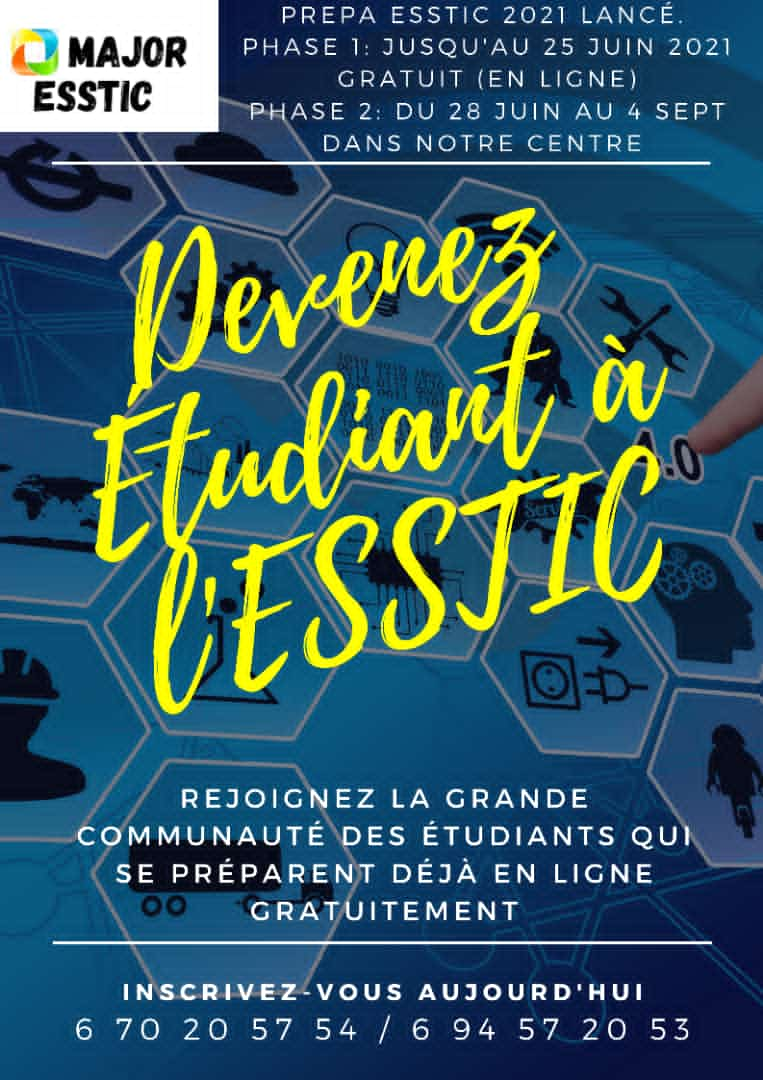 MAJOR
ESSTIC
PREPA ESSTIC 2021 LANCÉ.
PHASE 1: JUSQU'AU 25 JUIN 2021
GRATUIT (EN LIGNE)
PHASE 2: DU 28 JUIN AU 4 SEPT
DANS NOTRE CENTRE
Devenez
Étudiant à
l'ESSTIC
4.0
REJOIGNEZ LA GRANDE
COMMUNAUTÉ DES ÉTUDIANTS QUI
SE PRÉPARENT DÉJÀ EN LIGNE
GRATUITEMENT
INSCRIVEZ-VOUS AUJOURD'HUI
6 70 20 57 54 / 6 94 57 20 53